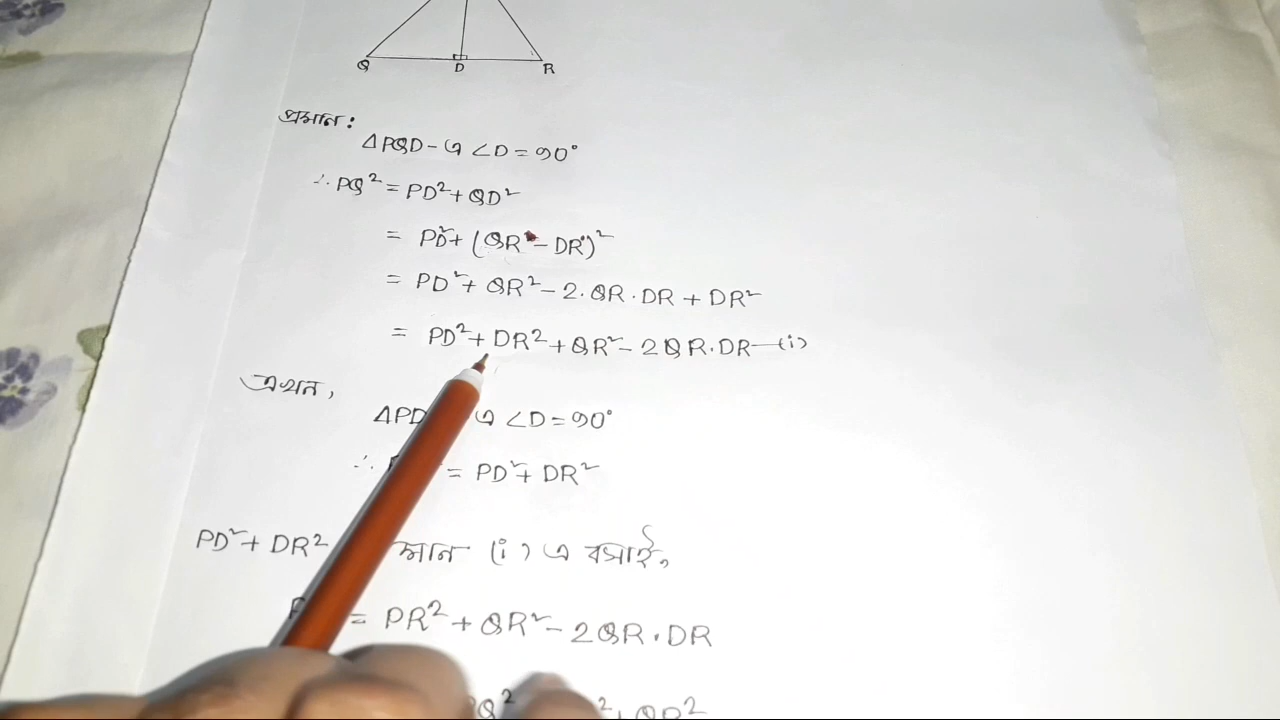 Q D R
প্রমান:
ΔPQD-এ ∠D=90°
∴ PQ² = PD²+QD²
= PD²+(QR-DR)²
= PD²+QR²-2.QR.DR+DR²
= PD²+DR²+QR²-2QR.DR—(i)
এখন,
ΔPD এ ∠D=90°
∴ = PD²+DR²
PD²+DR² মান (i) এ বসাই,
= PR²+QR²-2QR.DR